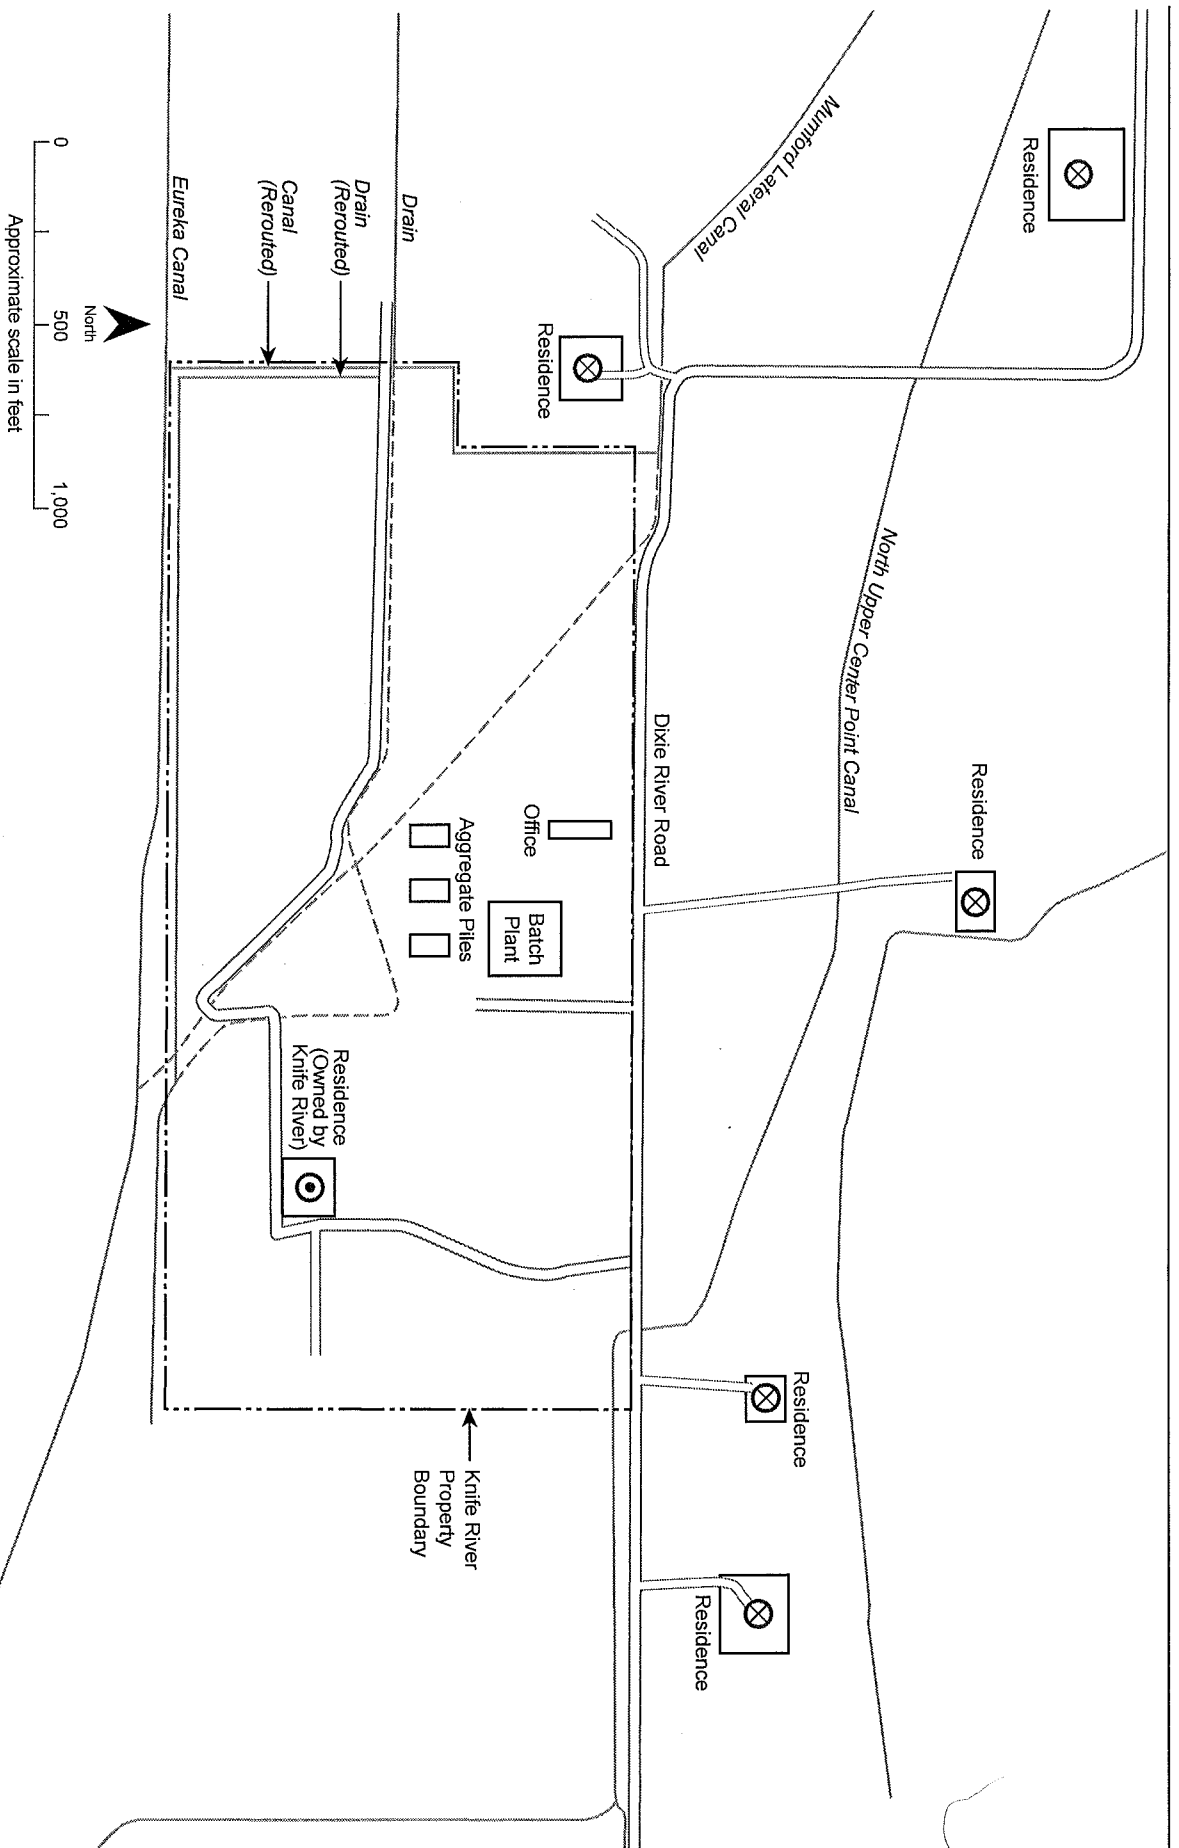 Residence
Mumford Lateral Canal
North Upper Center Point Canal
Residence
Residence
Dixie River Road
Residence
Residence
Drain
Drain
(Rerouted)
Canal
(Rerouted)
Eureka Canal
Office
Batch
Plant
Aggregate Piles
Residence
(Owned by
Knife River)
Knife River
Property
Boundary
North
0
500
1,000
Approximate scale in feet